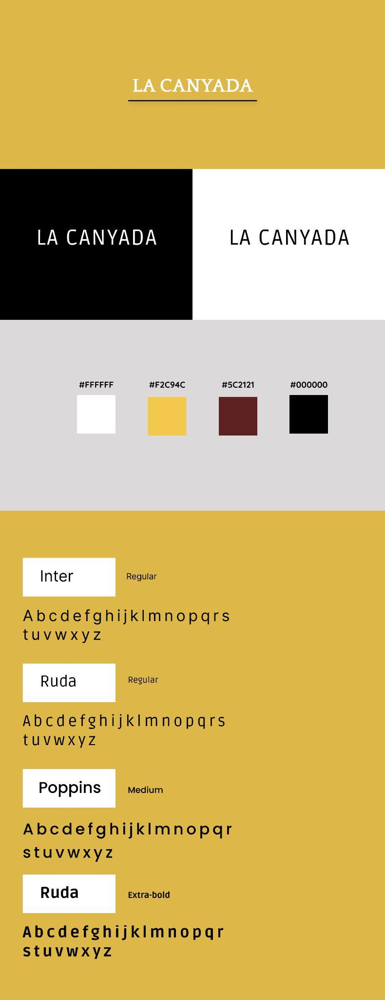 LA CANYADA
LA CANYADA
LA CANYADA
#FFFFFF
#F2C94C
#5C2121
#000000
Inter
Regular
Abcdefghijklmnopqrs
tuvwxyz
Ruda
Regular
Abcdefghijklmnopqrs
tuvwxyz
Poppins
Medium
Abcdefghijklmnopqr
stuvwxyz
Ruda
Extra-bold
Abcdefghijklmnopqr
stuvwxyz